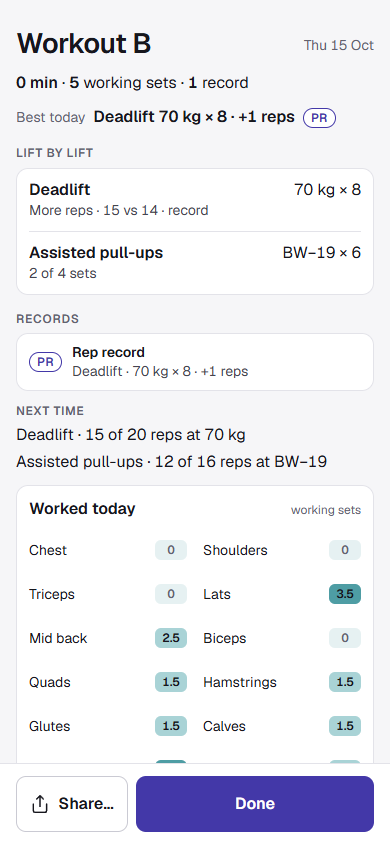 Workout B
Thu 15 Oct
0 min · 5 working sets · 1 record
Best today Deadlift 70 kg × 8 · +1 reps PR
LIFT BY LIFT
Deadlift 70 kg × 8
More reps · 15 vs 14 · record
Assisted pull-ups BW−19 × 6
2 of 4 sets
RECORDS
PR
Rep record
Deadlift · 70 kg × 8 · +1 reps
NEXT TIME
Deadlift · 15 of 20 reps at 70 kg
Assisted pull-ups · 12 of 16 reps at BW−19
Worked today working sets
Chest 0 Shoulders 0
Triceps 0 Lats 3.5
Mid back 2.5 Biceps 0
Quads 1.5 Hamstrings 1.5
Glutes 1.5 Calves 1.5
Share... Done